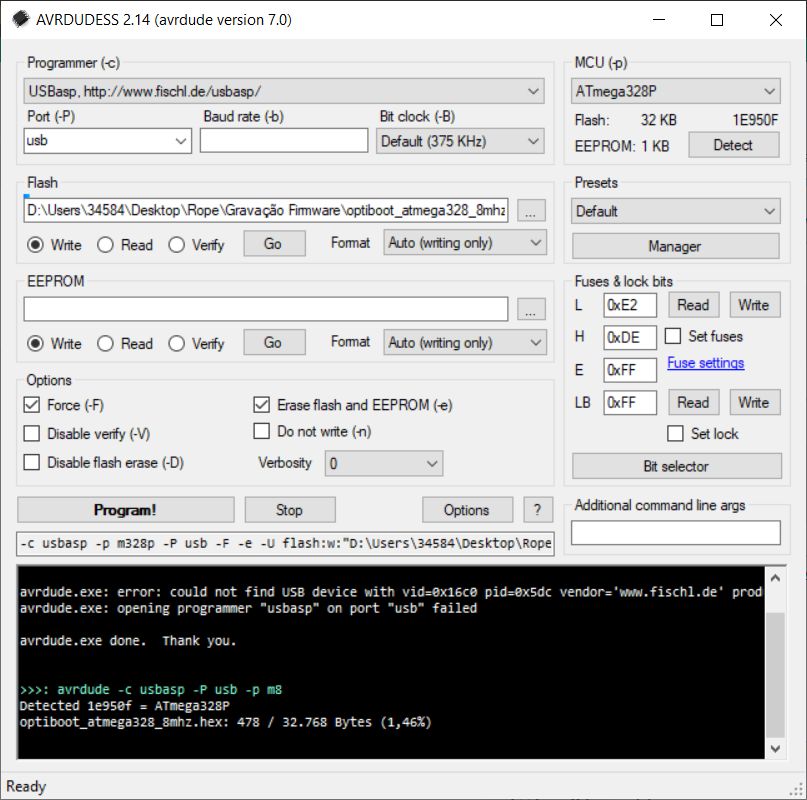 AVRDUDESS 2.14 (avrdude version 7.0)
Programmer (-c)
USBasp, http://www.fischl.de/usbasp/
Port (-P)
Baud rate (-b)
Bit clock (-B)
usb
Default (375 KHz)
MCU (-p)
ATmega328P
Flash: 32 KB 1E950F
EEPROM: 1 KB
Detect
Flash
D:\Users\34584\Desktop\Rope\Gravação Firmware\optiboot_atmega328_8mhz
...
Write Read Verify Go Format Auto (writing only)
Presets
Default
Manager
EEPROM
...
Write Read Verify Go Format Auto (writing only)
Fuses & lock bits
L 0xE2 Read Write
H 0xDE Set fuses
E 0xFF Fuse settings
LB 0xFF Read Write
Set lock
Bit selector
Options
Force (-F) Erase flash and EEPROM (-e)
Disable verify (-V) Do not write (-n)
Disable flash erase (-D) Verbosity 0
Program! Stop Options ?
Additional command line args
-c usbasp -p m328p -P usb -F -e -U flash:w:"D:\Users\34584\Desktop\Rope
avrdude.exe: error: could not find USB device with vid=0x16c0 pid=0x5dc vendor='www.fischl.de' prod
avrdude.exe: opening programmer "usbasp" on port "usb" failed
avrdude.exe done.  Thank you.
>>>: avrdude -c usbasp -P usb -p m8
Detected 1e950f = ATmega328P
optiboot_atmega328_8mhz.hex: 478 / 32.768 Bytes (1,46%)
Ready